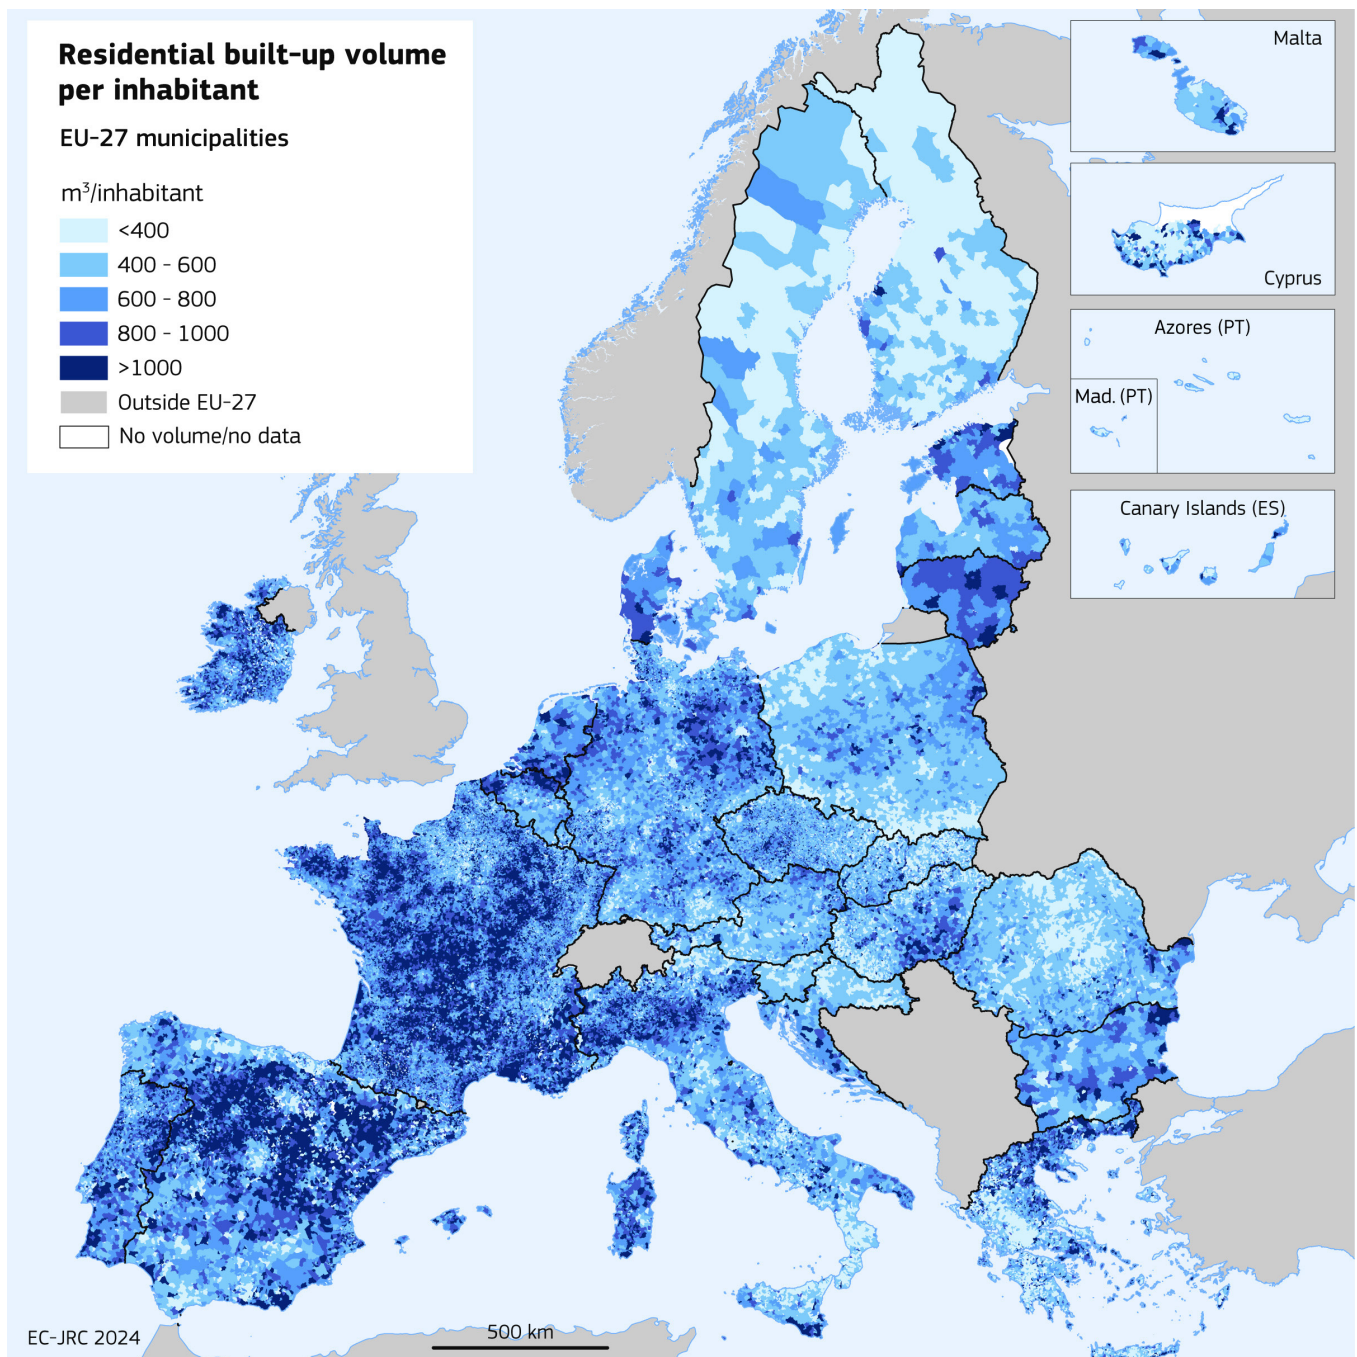 Residential built-up volume
per inhabitant
EU-27 municipalities
m³/inhabitant
<400
400 - 600
600 - 800
800 - 1000
>1000
Outside EU-27
No volume/no data
Malta
Cyprus
Azores (PT)
Mad. (PT)
Canary Islands (ES)
EC-JRC 2024
500 km